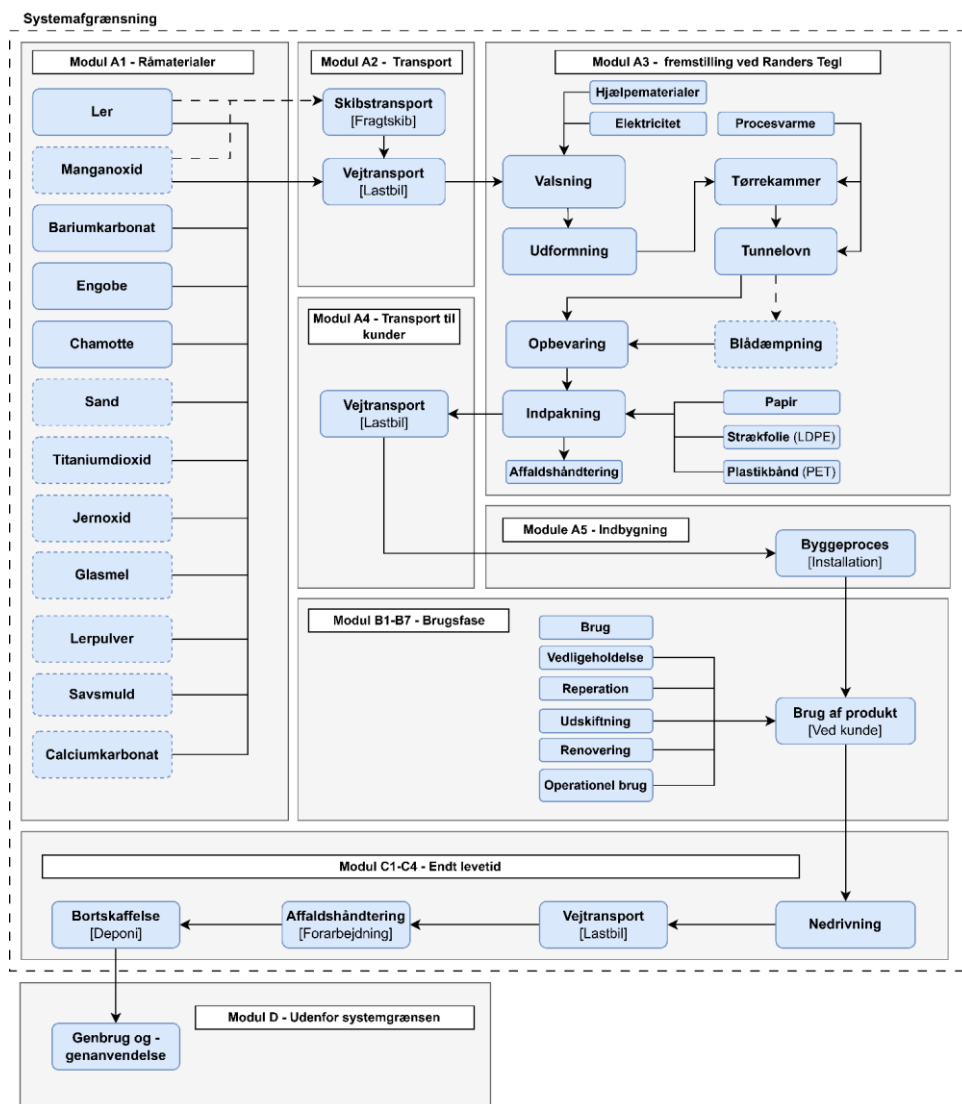 Systemafgrænsning
Modul A1 - Råmaterialer
Ler
Manganoxid
Bariumkarbonat
Engobe
Chamotte
Sand
Titaniumdioxid
Jernoxid
Glasmel
Lerpulver
Savsmuld
Calciumkarbonat
Modul A2 - Transport
Skibstransport
[Fragtskib]
Vejtransport
[Lastbil]
Modul A3 - fremstilling ved Randers Tegl
Hjælpematerialer
Elektricitet
Procesvarme
Valsning
Tørrekammer
Udformning
Tunnelovn
Opbevaring
Blådæmpning
Indpakning
Papir
Strækfolie (LDPE)
Plastikbånd (PET)
Affaldshåndtering
Modul A4 - Transport til
kunder
Vejtransport
[Lastbil]
Module A5 - Indbygning
Byggeproces
[Installation]
Modul B1-B7 - Brugsfase
Brug
Vedligeholdelse
Reperation
Udskiftning
Renovering
Operationel brug
Brug af produkt
[Ved kunde]
Modul C1-C4 - Endt levetid
Bortskaffelse
[Deponi]
Affaldshåndtering
[Forarbejdning]
Vejtransport
[Lastbil]
Nedrivning
Modul D - Udenfor systemgrænsen
Genbrug og -
genanvendelse